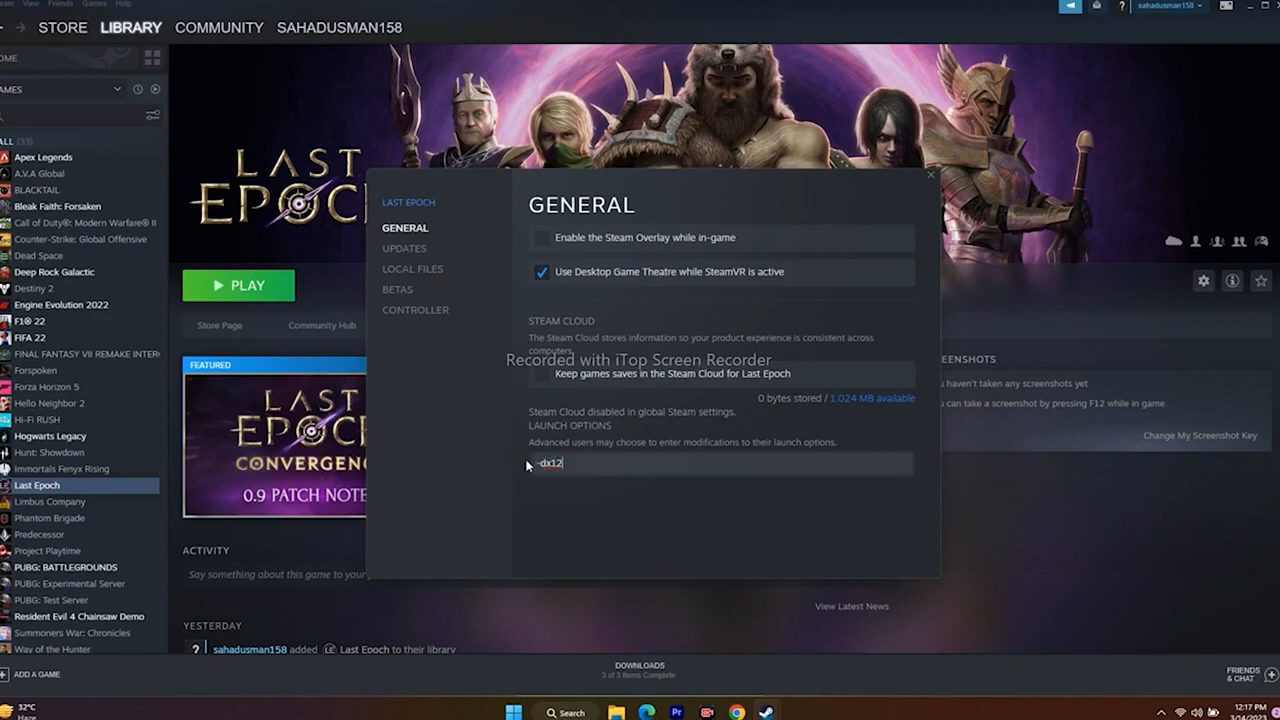 View Friends Games Help
sahadusman158
STORE LIBRARY COMMUNITY SAHADUSMAN158
LAST
EPOC
PLAY
Store Page Community Hub
FEATURED
LAST
EPOC
CONVERGEN
0.9 PATCH NOTE
ACTIVITY
Say something about this game to your
YESTERDAY
sahadusman158 added Last Epoch to their library
ALL (33)
Apex Legends
A.V.A Global
BLACKTAIL
Bleak Faith: Forsaken
Call of Duty®: Modern Warfare® II
Counter-Strike: Global Offensive
Dead Space
Deep Rock Galactic
Destiny 2
Engine Evolution 2022
F1® 22
FIFA 22
FINAL FANTASY VII REMAKE INTER
Forspoken
Forza Horizon 5
Hello Neighbor 2
Hi-Fi RUSH
Hogwarts Legacy
Hunt: Showdown
Immortals Fenyx Rising
Last Epoch
Limbus Company
Phantom Brigade
Predecessor
Project Playtime
PUBG: BATTLEGROUNDS
PUBG: Experimental Server
PUBG: Test Server
Resident Evil 4 Chainsaw Demo
Summoners War: Chronicles
Way of the Hunter
ADD A GAME
LAST EPOCH
GENERAL
UPDATES
LOCAL FILES
BETAS
CONTROLLER
GENERAL
Enable the Steam Overlay while in-game
Use Desktop Game Theatre while SteamVR is active
STEAM CLOUD
The Steam Cloud stores information so your product experience is consistent across
computers.
Recorded with iTop Screen Recorder
Keep games saves in the Steam Cloud for Last Epoch
0 bytes stored / 1,024 MB available
Steam Cloud disabled in global Steam settings.
LAUNCH OPTIONS
Advanced users may choose to enter modifications to their launch options.
-dx12
u haven't taken any screenshots yet
u can take a screenshot by pressing F12 while in game.
Change My Screenshot Key
View Latest News
DOWNLOADS
3 of 3 Items Complete
FRIENDS
& CHAT
32°C
Haze
Search
12:17 PM